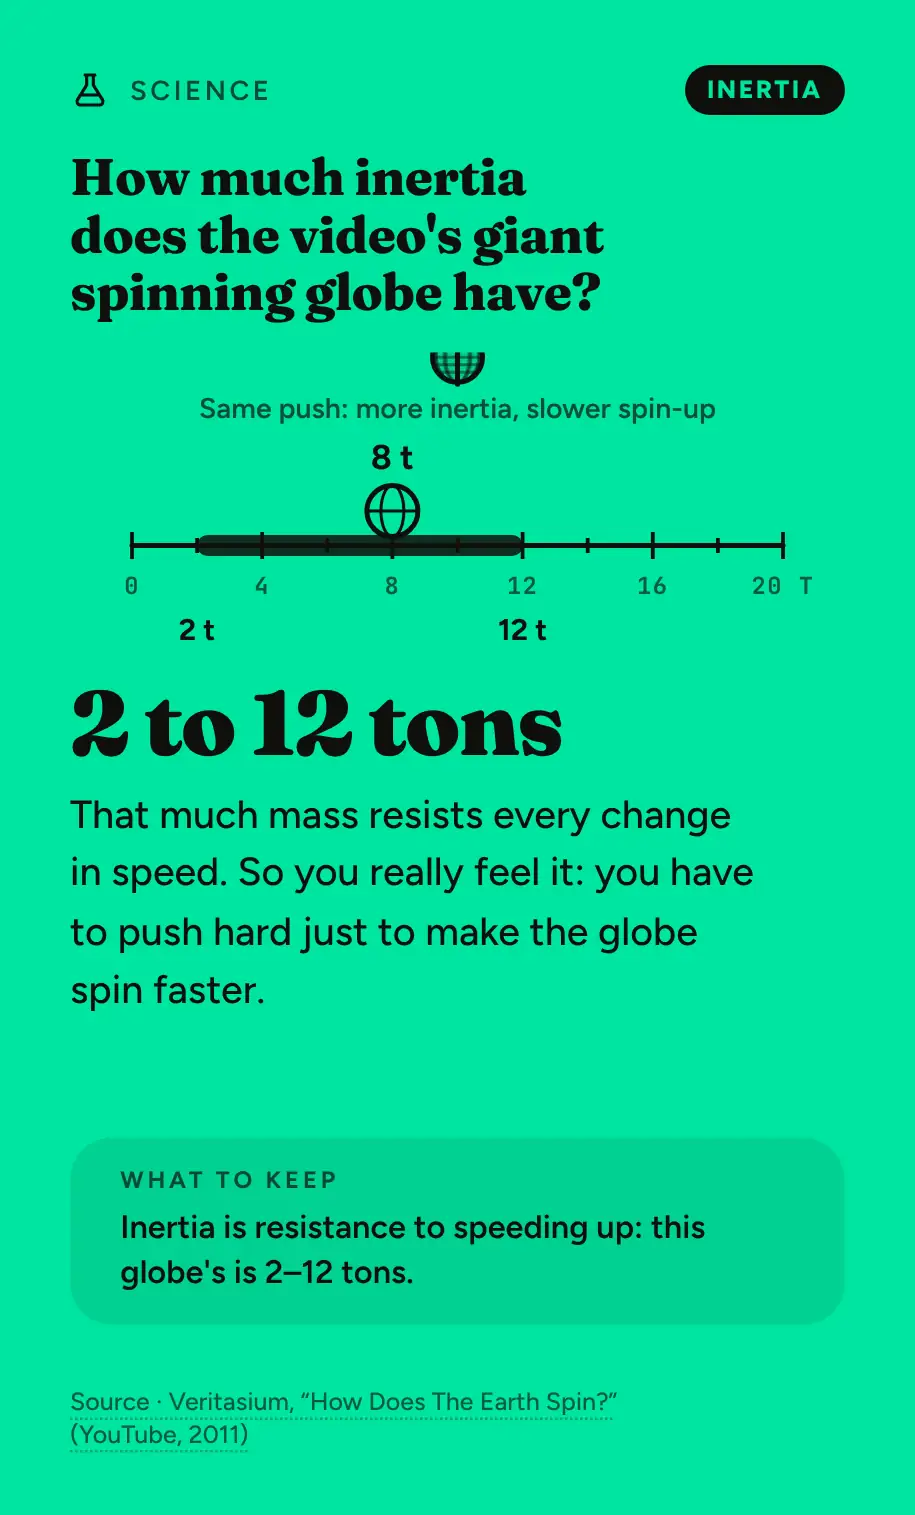 SCIENCE
INERTIA
How much inertia
does the video's giant
spinning globe have?
Same push: more inertia, slower spin-up
8 t
0 4 8 12 16 20 T
2 t 12 t
2 to 12 tons
That much mass resists every change
in speed. So you really feel it: you have
to push hard just to make the globe
spin faster.
WHAT TO KEEP
Inertia is resistance to speeding up: this
globe's is 2–12 tons.
Source · Veritasium, “How Does The Earth Spin?”
(YouTube, 2011)